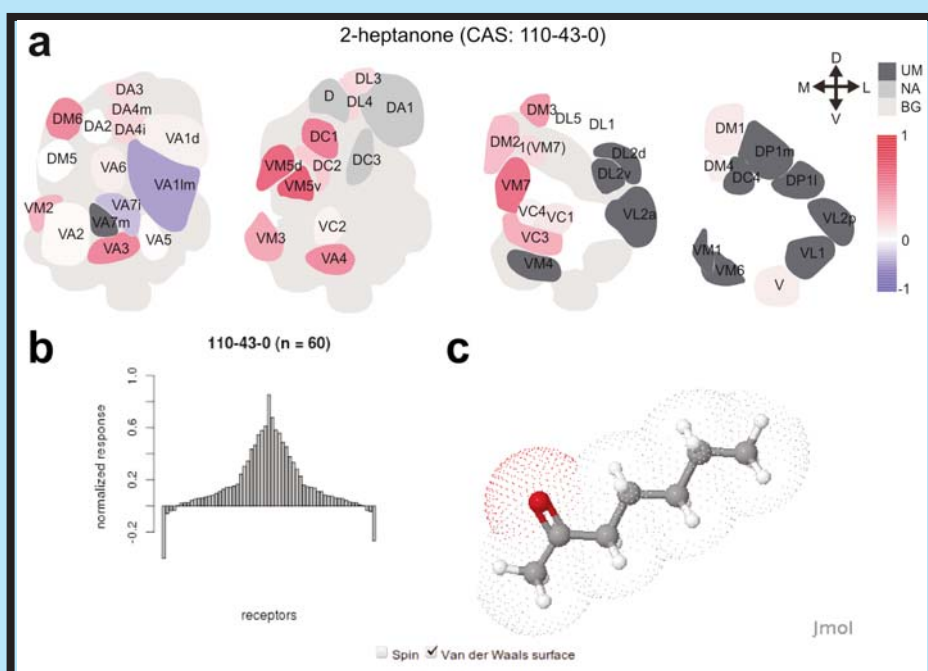 a
2-heptanone (CAS: 110-43-0)
DA3
DM6
DA4m
DA2
DA4i
VA1d
DM5
VA6
VA1lm
VM2
VA7i
VA7m
VA2
VA5
VA3
DL3
D
DL4
DA1
DC1
VM5d
DC2
DC3
VM5v
VC2
VM3
VA4
DM3
DL5
DL1
DM2
1(VM7)
DL2d
DL2v
VM7
VC4
VC1
VL2a
VC3
VM4
DM1
DP1m
DM4
DC4
DP1l
VL2p
VM1
VL1
VM6
V
D
M
L
V
UM
NA
BG
1
0
-1
b
110-43-0 (n = 60)
normalized response
1.0
0.6
0.2
-0.2
receptors
c
Jmol
Spin
Van der Waals surface